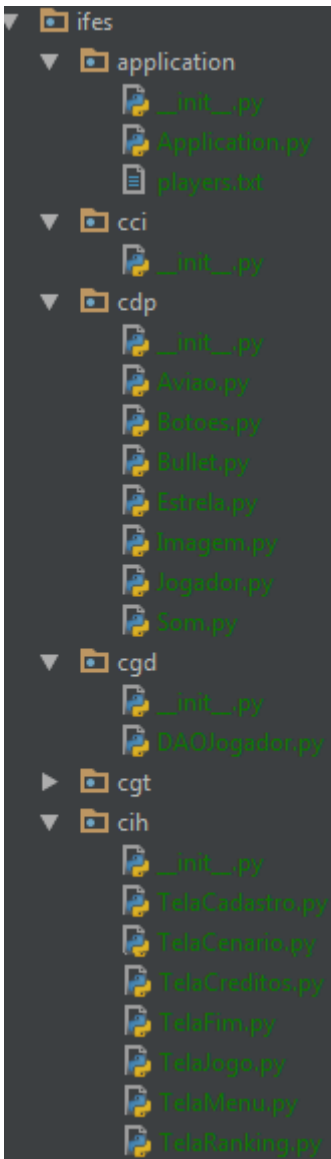 ifes
application
__init__.py
Application.py
players.txt
cci
__init__.py
cdp
__init__.py
Aviao.py
Botoes.py
Bullet.py
Estrela.py
Imagem.py
Jogador.py
Som.py
cgd
__init__.py
DAOJogador.py
cgt
cih
__init__.py
TelaCadastro.py
TelaCenario.py
TelaCreditos.py
TelaFim.py
TelaJogo.py
TelaMenu.py
TelaRanking.py